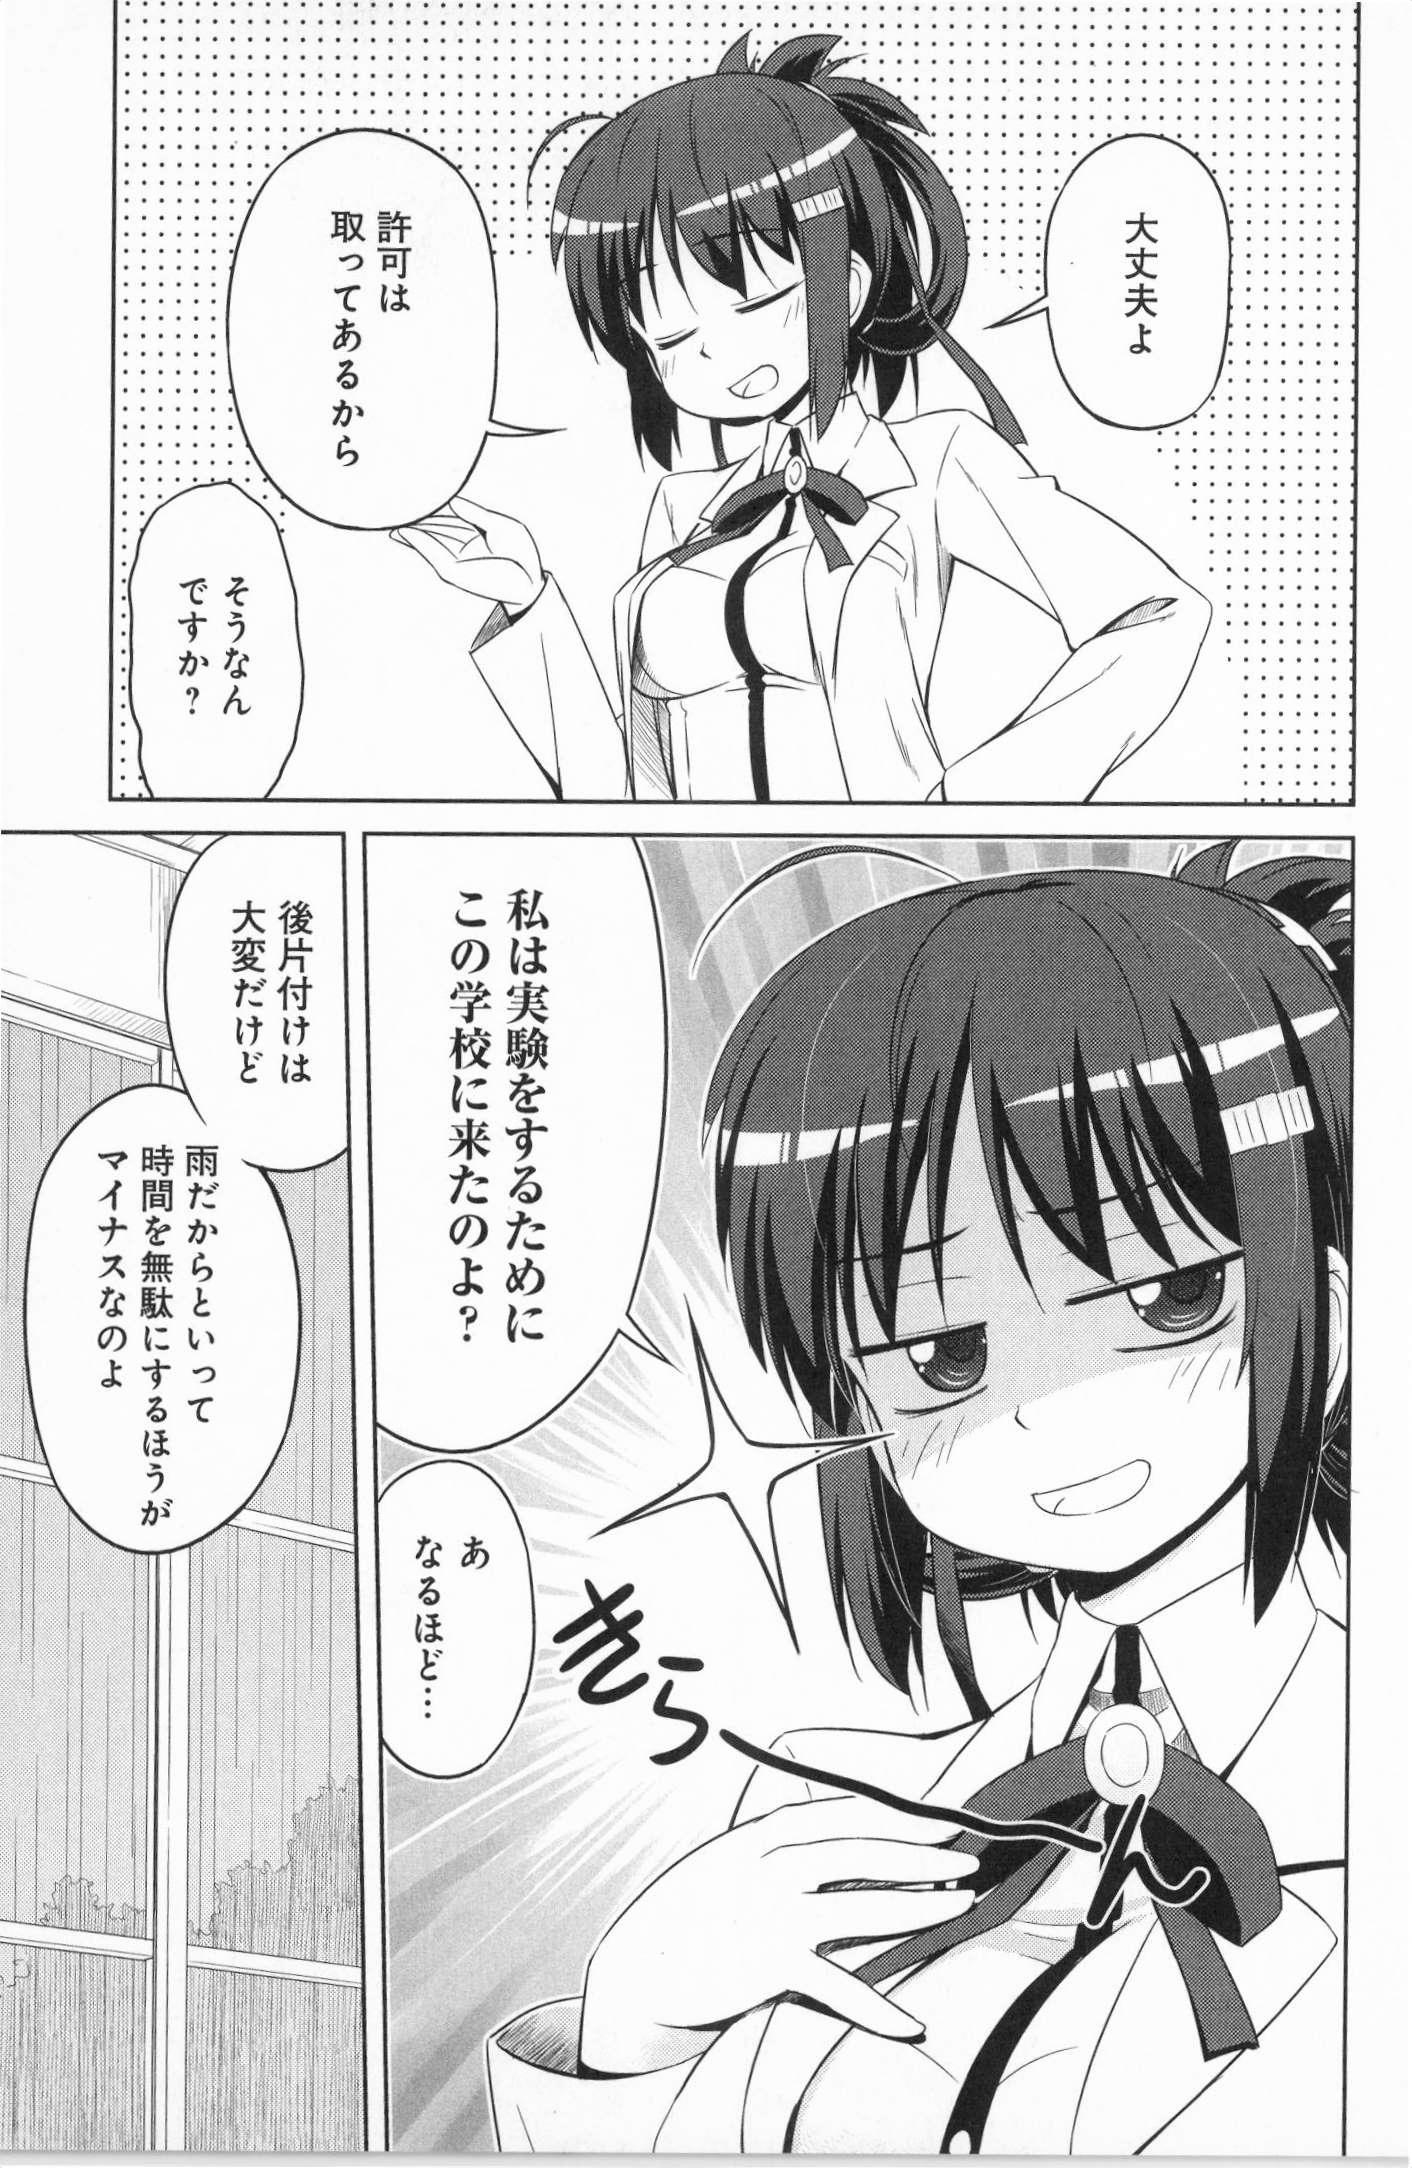 大丈夫よ
許可は
取ってあるから
そうなん
ですか?
私は実験をするために
この学校に来たのよ?
あ
なるほど…
きらーん
後片付けは
大変だけど
雨だからといって
時間を無駄にするほうが
マイナスなのよ